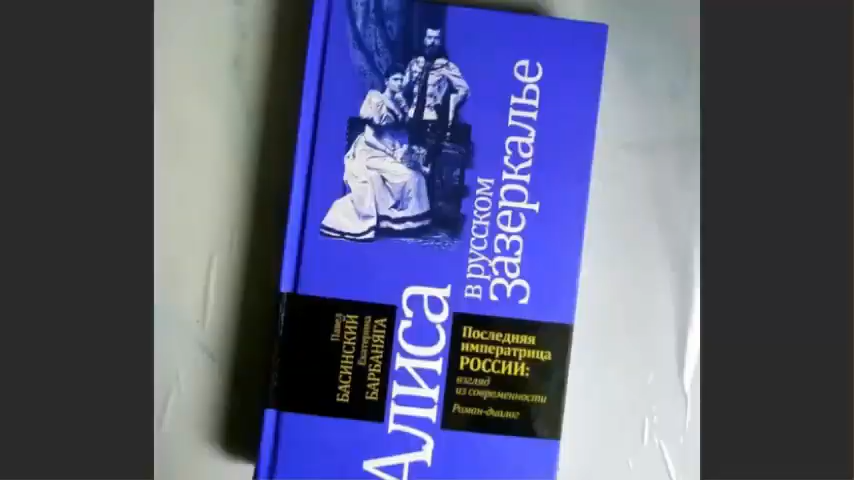 Алиса
в русском
зазеркалье
Павел
БАСИНСКИЙ
Екатерина
БАРБАНЯГА
Последняя
императрица
РОССИИ:
взгляд
из современности
Роман-диалог